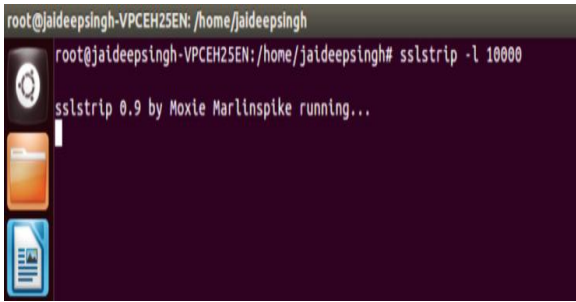 root@jaideepsingh-VPCEH25EN: /home/jaideepsingh
root@jaideepsingh-VPCEH25EN:/home/jaideepsingh# sslstrip -l 10000
sslstrip 0.9 by Moxie Marlinspike running...